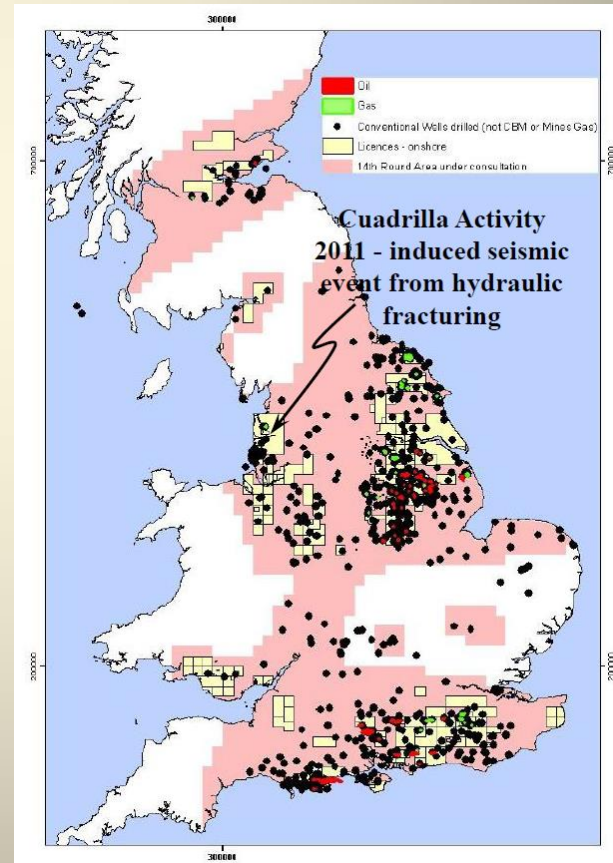 300000
Oil
Gas
Conventional Wells drilled (not CBM or Mines Gas)
Licences - onshore
14th Round Area under consultation
700000
Cuadrilla Activity
2011 - induced seismic
event from hydraulic
fracturing
200000
300000